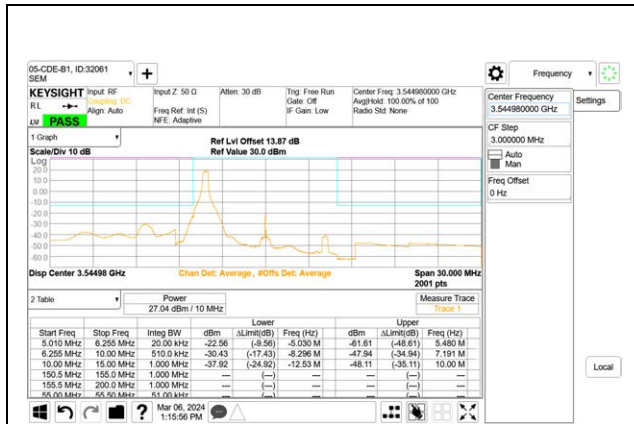 05-CDE-B1, ID:32061
SEM
+
Frequency
KEYSIGHT
RL
PASS
Input: RF
Coupling: DC
Align: Auto
Input Z: 50 Ω
Freq Ref: Int (S)
NFE: Adaptive
Atten: 30 dB
Trig: Free Run
Gate: Off
IF Gain: Low
Center Freq: 3.544980000 GHz
Avg|Hold: 100.00% of 100
Radio Std: None
Center Frequency
3.544980000 GHz
Settings
CF Step
3.000000 MHz
Auto
Man
Freq Offset
0 Hz
1 Graph
Scale/Div 10 dB
Ref Lvl Offset 13.87 dB
Ref Value 30.0 dBm
Log
20.0
10.0
0.00
-10.0
-20.0
-30.0
-40.0
-50.0
-60.0
Disp Center 3.54498 GHz
Chan Det: Average , #Offs Det: Average
Span 30.000 MHz
2001 pts
2 Table
Power
27.04 dBm / 10 MHz
Measure Trace
Trace 1
Lower Upper
Start Freq Stop Freq Integ BW dBm ΔLimit(dB) Freq (Hz) dBm ΔLimit(dB) Freq (Hz)
5.010 MHz 6.255 MHz 20.00 kHz -22.56 (-9.56) -5.030 M -61.61 (-48.61) 5.480 M
6.255 MHz 10.00 MHz 510.0 kHz -30.43 (-17.43) -8.296 M -47.94 (-34.94) 7.191 M
10.00 MHz 15.00 MHz 1.000 MHz -37.92 (-24.92) -12.53 M -48.11 (-35.11) 10.00 M
150.5 MHz 155.0 MHz 1.000 MHz --- (---) --- --- (---) ---
155.5 MHz 200.0 MHz 1.000 MHz --- (---) --- --- (---) ---
55.00 MHz 55.50 MHz 51.00 kHz --- (---) --- --- (---) ---
Local
?
Mar 06, 2024
1:15:56 PM